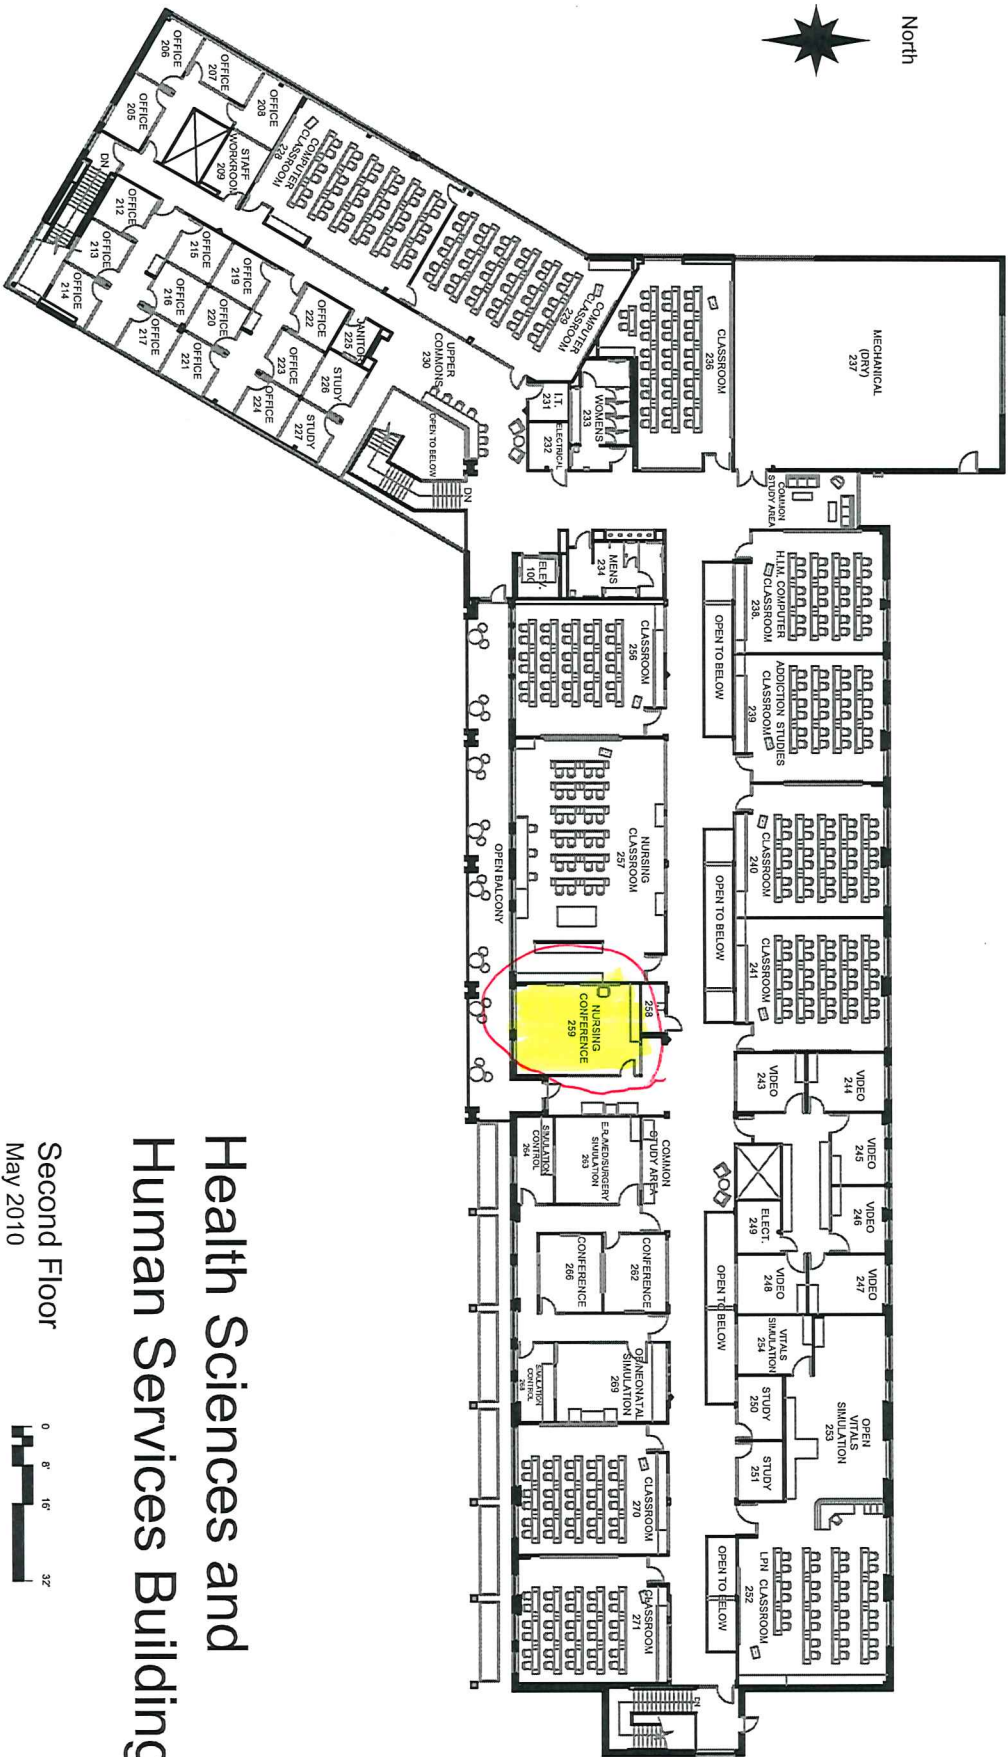 North
MECHANICAL
(DRY)
237
CLASSROOM
236
COMMON
STUDY AREA
WOMENS
233
I.T.
231
ELECTRICAL
232
COMPUTER
CLASSROOM
229
COMPUTER
CLASSROOM
228
UPPER
COMMONS
230
OPEN TO BELOW
DN
OFFICE
206
OFFICE
207
OFFICE
208
OFFICE
205
STAFF
WORKROOM
209
DN
OFFICE
212
OFFICE
213
OFFICE
214
OFFICE
215
OFFICE
216
OFFICE
217
OFFICE
219
OFFICE
220
OFFICE
221
OFFICE
222
OFFICE
223
OFFICE
224
JANITOR
225
STUDY
226
STUDY
227
MENS
234
ELEV.
100
H.I.M. COMPUTER
CLASSROOM
238.
ADDICTION STUDIES
CLASSROOM
239
OPEN TO BELOW
CLASSROOM
240
CLASSROOM
241
OPEN TO BELOW
CLASSROOM
256
NURSING
CLASSROOM
257
OPEN BALCONY
258
NURSING
CONFERENCE
259
VIDEO
243
VIDEO
244
VIDEO
245
VIDEO
246
VIDEO
247
VIDEO
248
ELECT.
249
OPEN TO BELOW
VITALS
SIMULATION
254
STUDY
250
STUDY
251
OPEN
VITALS
SIMULATION
253
LPN CLASSROOM
252
OPEN TO BELOW
COMMON
STUDY AREA
E.R./MED/SURGERY
SIMULATION
263
SIMULATION
CONTROL
264
CONFERENCE
262
CONFERENCE
266
OB/NEONATAL
SIMULATION
269
SIMULATION
CONTROL
268
CLASSROOM
270
CLASSROOM
271
DN
Health Sciences and
Human Services Building
Second Floor
May 2010
0 8' 16' 32'